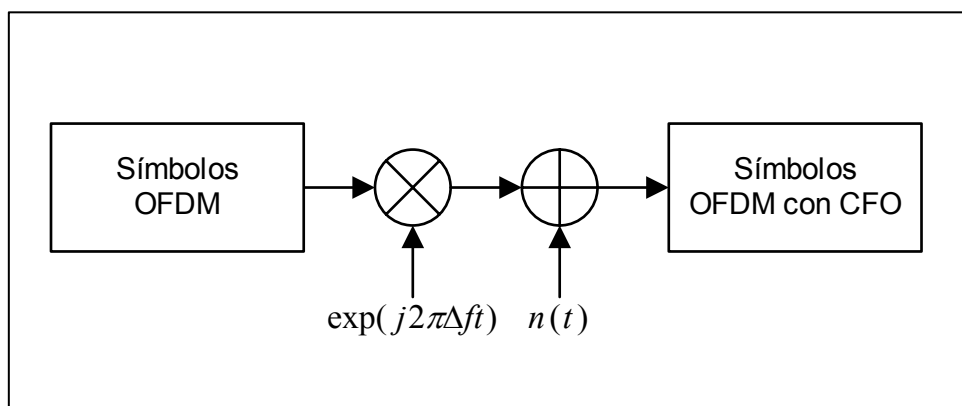 Símbolos
OFDM
Símbolos
OFDM con CFO
exp(j2πΔft)
n(t)